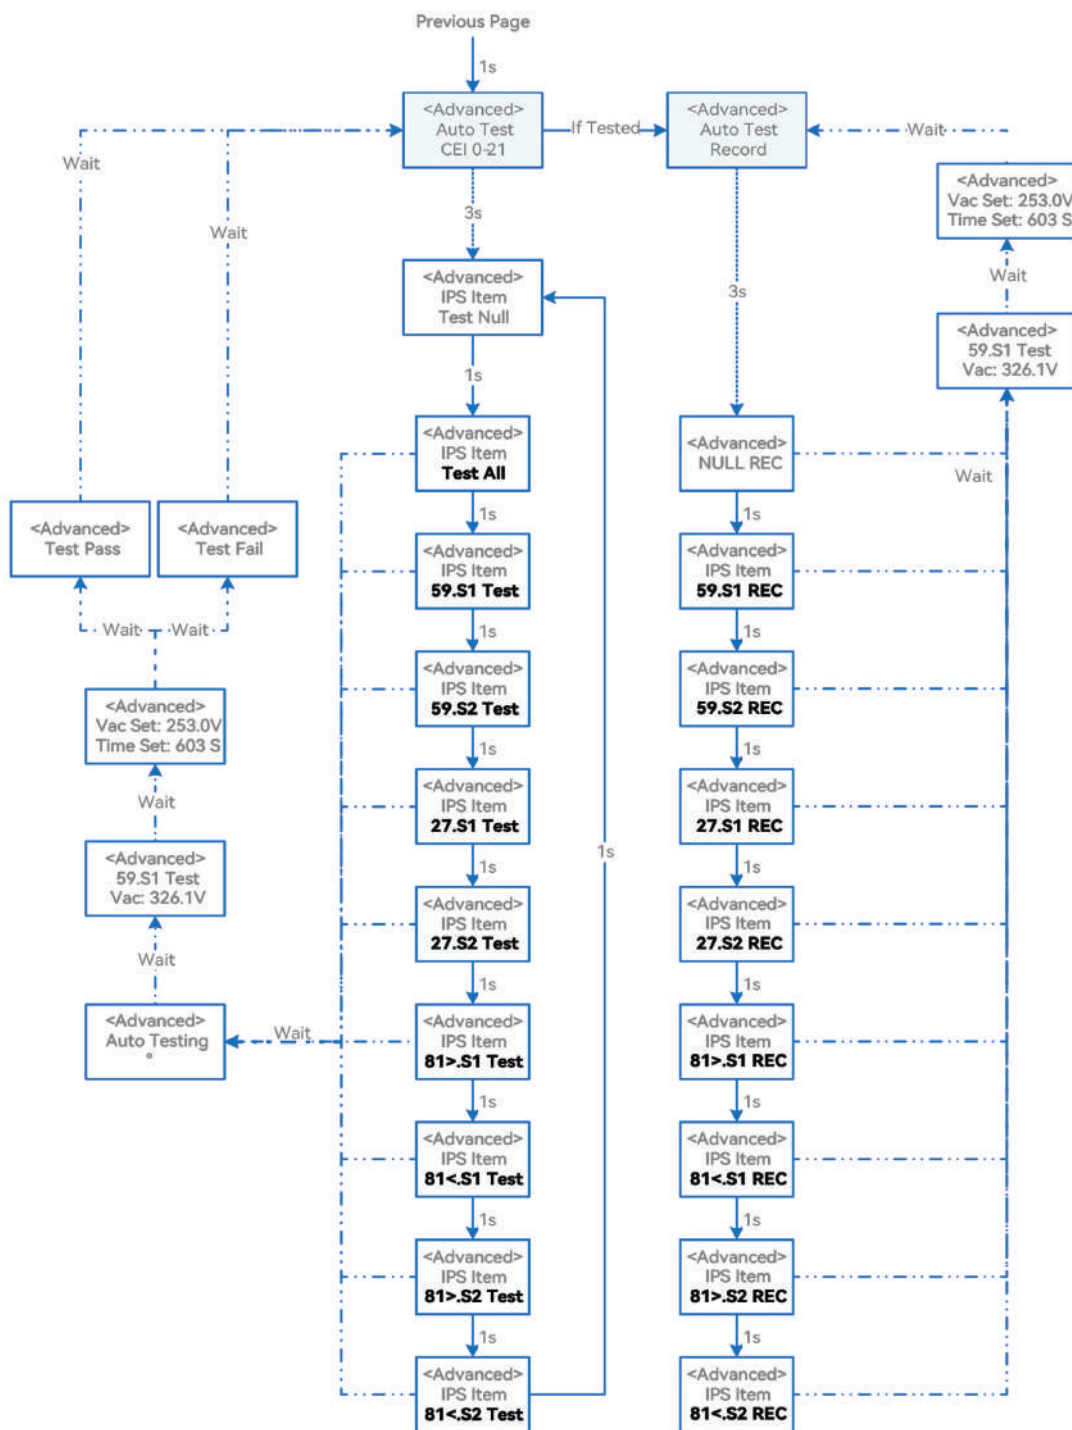 Previous Page
1s
<Advanced>
Auto Test
CEI 0-21
If Tested
<Advanced>
Auto Test
Record
Wait
Wait
Wait
<Advanced>
Vac Set: 253.0V
Time Set: 603 S
3s
<Advanced>
IPS Item
Test Null
3s
Wait
<Advanced>
59.S1 Test
Vac: 326.1V
1s
<Advanced>
IPS Item
Test All
<Advanced>
NULL REC
Wait
1s
1s
<Advanced>
Test Pass
<Advanced>
Test Fail
<Advanced>
IPS Item
59.S1 Test
<Advanced>
IPS Item
59.S1 REC
Wait
Wait
1s
1s
<Advanced>
Vac Set: 253.0V
Time Set: 603 S
<Advanced>
IPS Item
59.S2 Test
<Advanced>
IPS Item
59.S2 REC
1s
1s
Wait
<Advanced>
IPS Item
27.S1 Test
<Advanced>
IPS Item
27.S1 REC
1s
1s
1s
<Advanced>
59.S1 Test
Vac: 326.1V
<Advanced>
IPS Item
27.S2 Test
<Advanced>
IPS Item
27.S2 REC
Wait
1s
1s
<Advanced>
Auto Testing
Wait
<Advanced>
IPS Item
81>.S1 Test
<Advanced>
IPS Item
81>.S1 REC
1s
1s
<Advanced>
IPS Item
81<.S1 Test
<Advanced>
IPS Item
81<.S1 REC
1s
1s
<Advanced>
IPS Item
81>.S2 Test
<Advanced>
IPS Item
81>.S2 REC
1s
1s
<Advanced>
IPS Item
81<.S2 Test
<Advanced>
IPS Item
81<.S2 REC